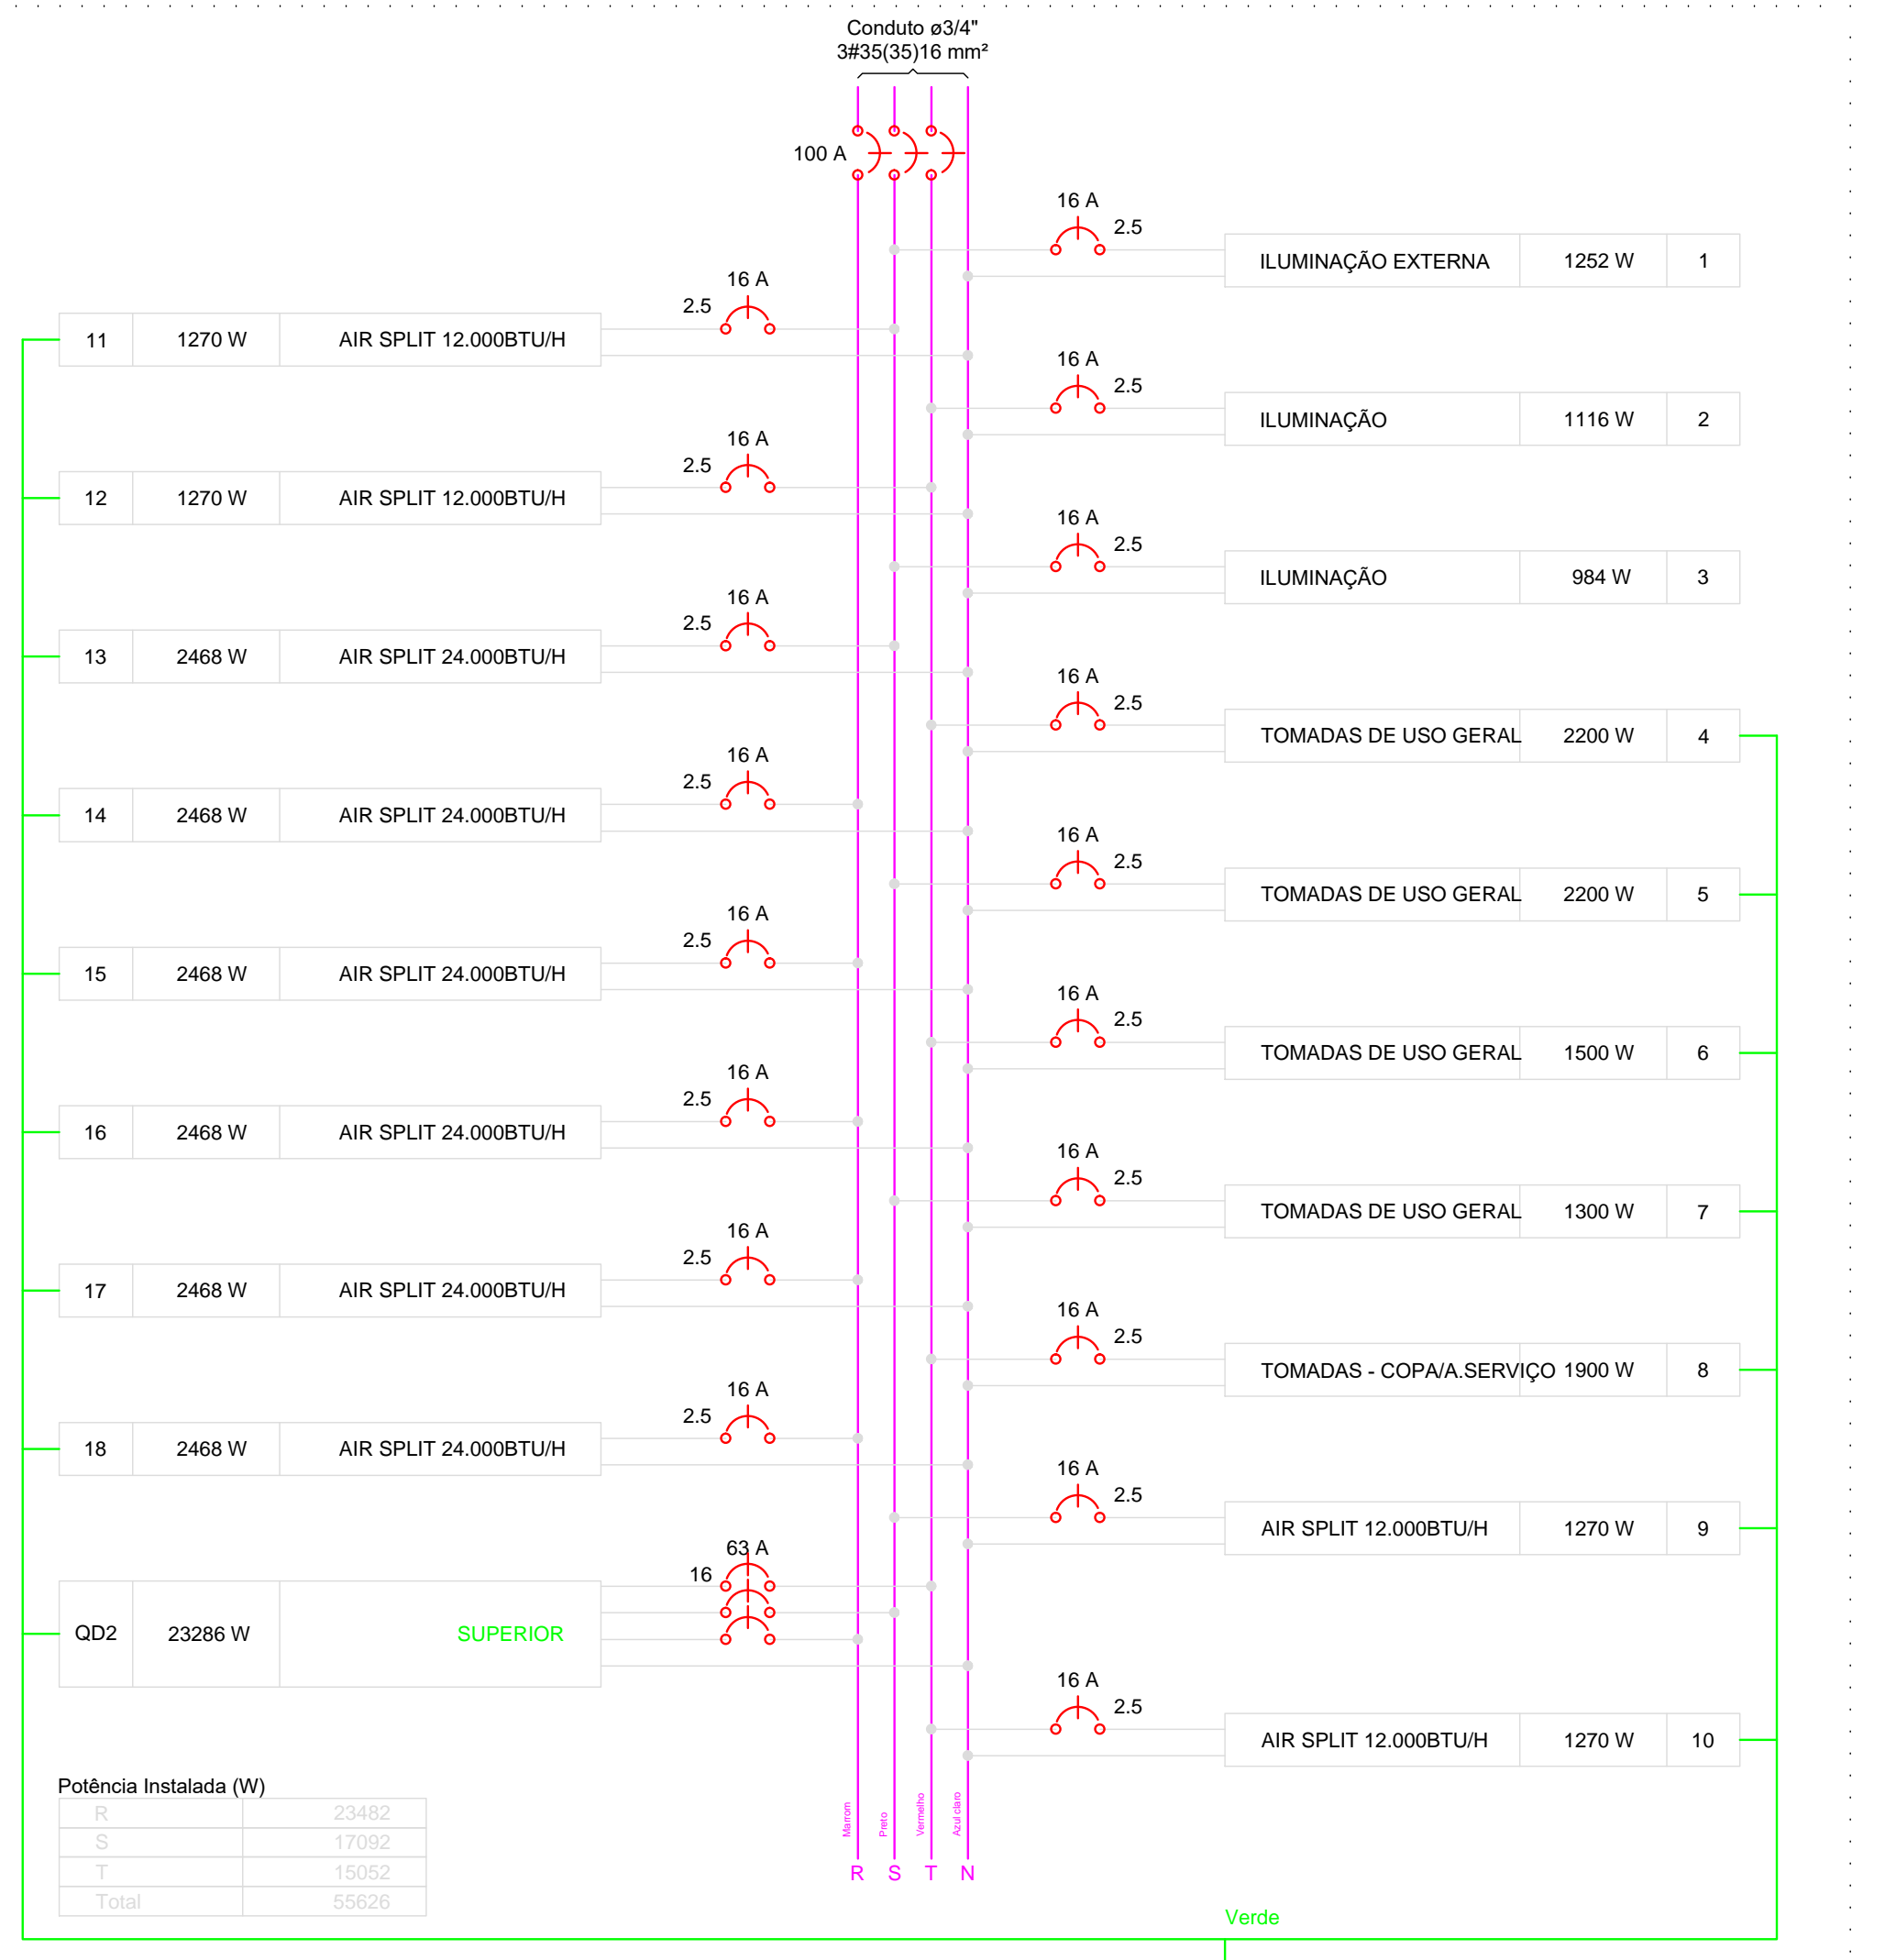 Conduto ø3/4"
3#35(35)16 mm²
100 A
16 A
2.5
ILUMINAÇÃO EXTERNA 1252 W 1
16 A
2.5
11 1270 W AIR SPLIT 12.000BTU/H
16 A
2.5
ILUMINAÇÃO 1116 W 2
16 A
2.5
12 1270 W AIR SPLIT 12.000BTU/H
16 A
2.5
ILUMINAÇÃO 984 W 3
16 A
2.5
13 2468 W AIR SPLIT 24.000BTU/H
16 A
2.5
TOMADAS DE USO GERAL 2200 W 4
16 A
2.5
14 2468 W AIR SPLIT 24.000BTU/H
16 A
2.5
TOMADAS DE USO GERAL 2200 W 5
16 A
2.5
15 2468 W AIR SPLIT 24.000BTU/H
16 A
2.5
TOMADAS DE USO GERAL 1500 W 6
16 A
2.5
16 2468 W AIR SPLIT 24.000BTU/H
16 A
2.5
TOMADAS DE USO GERAL 1300 W 7
16 A
2.5
17 2468 W AIR SPLIT 24.000BTU/H
16 A
2.5
TOMADAS - COPA/A.SERVIÇO 1900 W 8
16 A
2.5
18 2468 W AIR SPLIT 24.000BTU/H
16 A
2.5
AIR SPLIT 12.000BTU/H 1270 W 9
63 A
16
QD2 23286 W SUPERIOR
16 A
2.5
AIR SPLIT 12.000BTU/H 1270 W 10
Potência Instalada (W)
R 23482
S 17092
T 15052
Total 55626
Marrom
Preto
Vermelho
Azul claro
R S T N
Verde